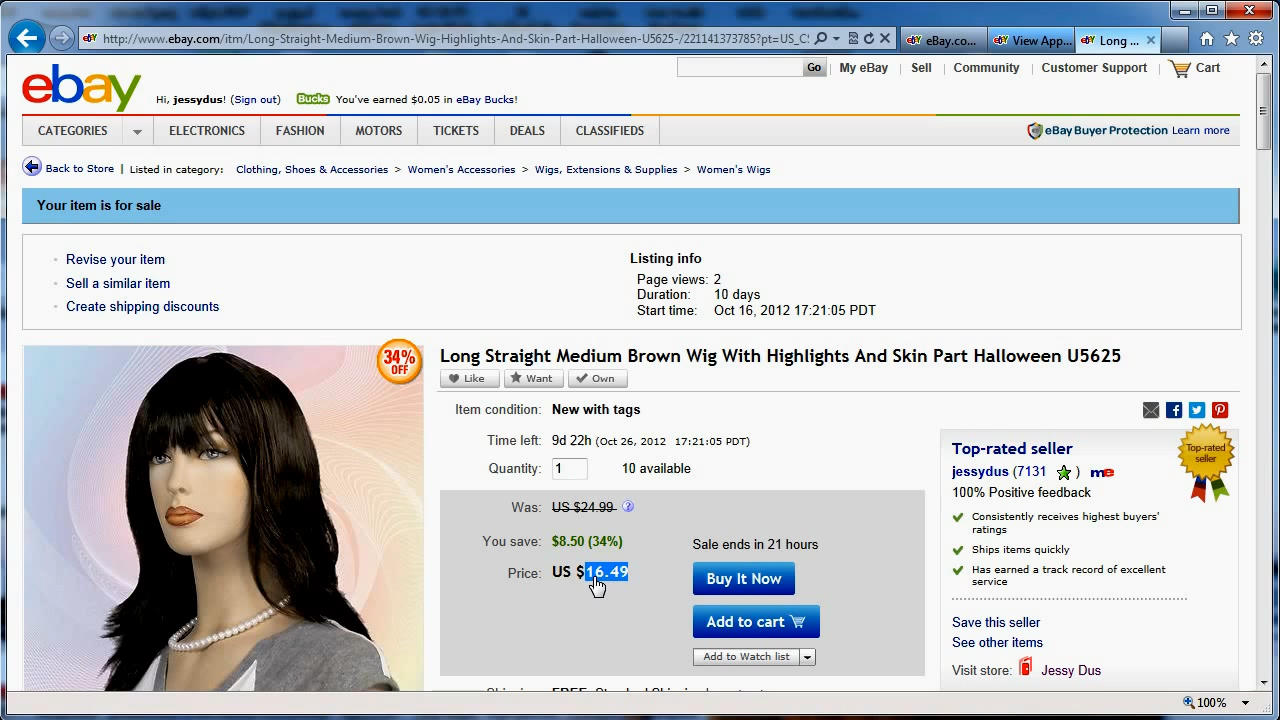 http://www.ebay.com/itm/Long-Straight-Medium-Brown-Wig-Highlights-And-Skin-Part-Halloween-U5625-/221141373785?pt=US_C
eBay.co...
View App...
Long ...
ebay
Go
My eBay
Sell
Community
Customer Support
Cart
Hi, jessydus! (Sign out)
Bucks You've earned $0.05 in eBay Bucks!
CATEGORIES
ELECTRONICS
FASHION
MOTORS
TICKETS
DEALS
CLASSIFIEDS
eBay Buyer Protection Learn more
Back to Store | Listed in category: Clothing, Shoes & Accessories > Women's Accessories > Wigs, Extensions & Supplies > Women's Wigs
Your item is for sale
Revise your item
Sell a similar item
Create shipping discounts
Listing info
Page views: 2
Duration: 10 days
Start time: Oct 16, 2012 17:21:05 PDT
34% OFF
Long Straight Medium Brown Wig With Highlights And Skin Part Halloween U5625
Like
Want
Own
Item condition: New with tags
Time left: 9d 22h (Oct 26, 2012 17:21:05 PDT)
Quantity: 1 10 available
Was: US $24.99
You save: $8.50 (34%)
Sale ends in 21 hours
Price: US $16.49
Buy It Now
Add to cart
Add to Watch list
Top-rated seller
Top-rated seller
jessydus (7131 ) me
100% Positive feedback
Consistently receives highest buyers'
ratings
Ships items quickly
Has earned a track record of excellent
service
Save this seller
See other items
Visit store: Jessy Dus
100%